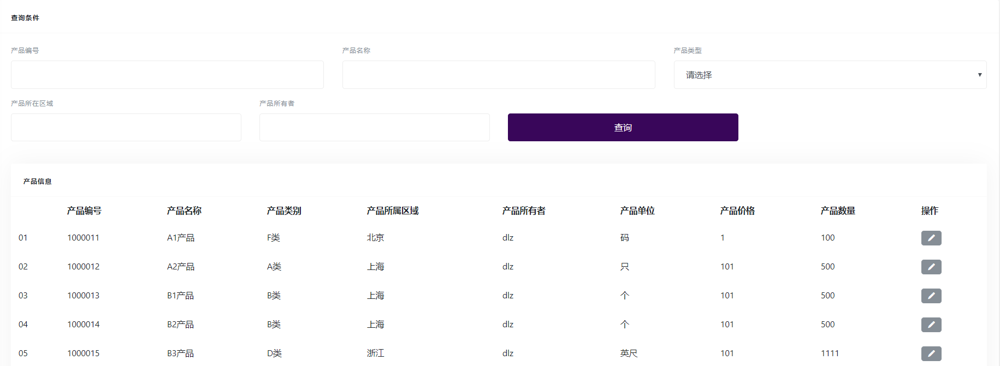 查询条件
产品编号 产品名称 产品类型
请选择
产品所在区域 产品所有者
查询
产品信息
产品编号 产品名称 产品类别 产品所属区域 产品所有者 产品单位 产品价格 产品数量 操作
01 1000011 A1产品 F类 北京 dlz 码 1 100
02 1000012 A2产品 A类 上海 dlz 只 101 500
03 1000013 B1产品 B类 上海 dlz 个 101 500
04 1000014 B2产品 B类 上海 dlz 个 101 500
05 1000015 B3产品 D类 浙江 dlz 英尺 101 1111